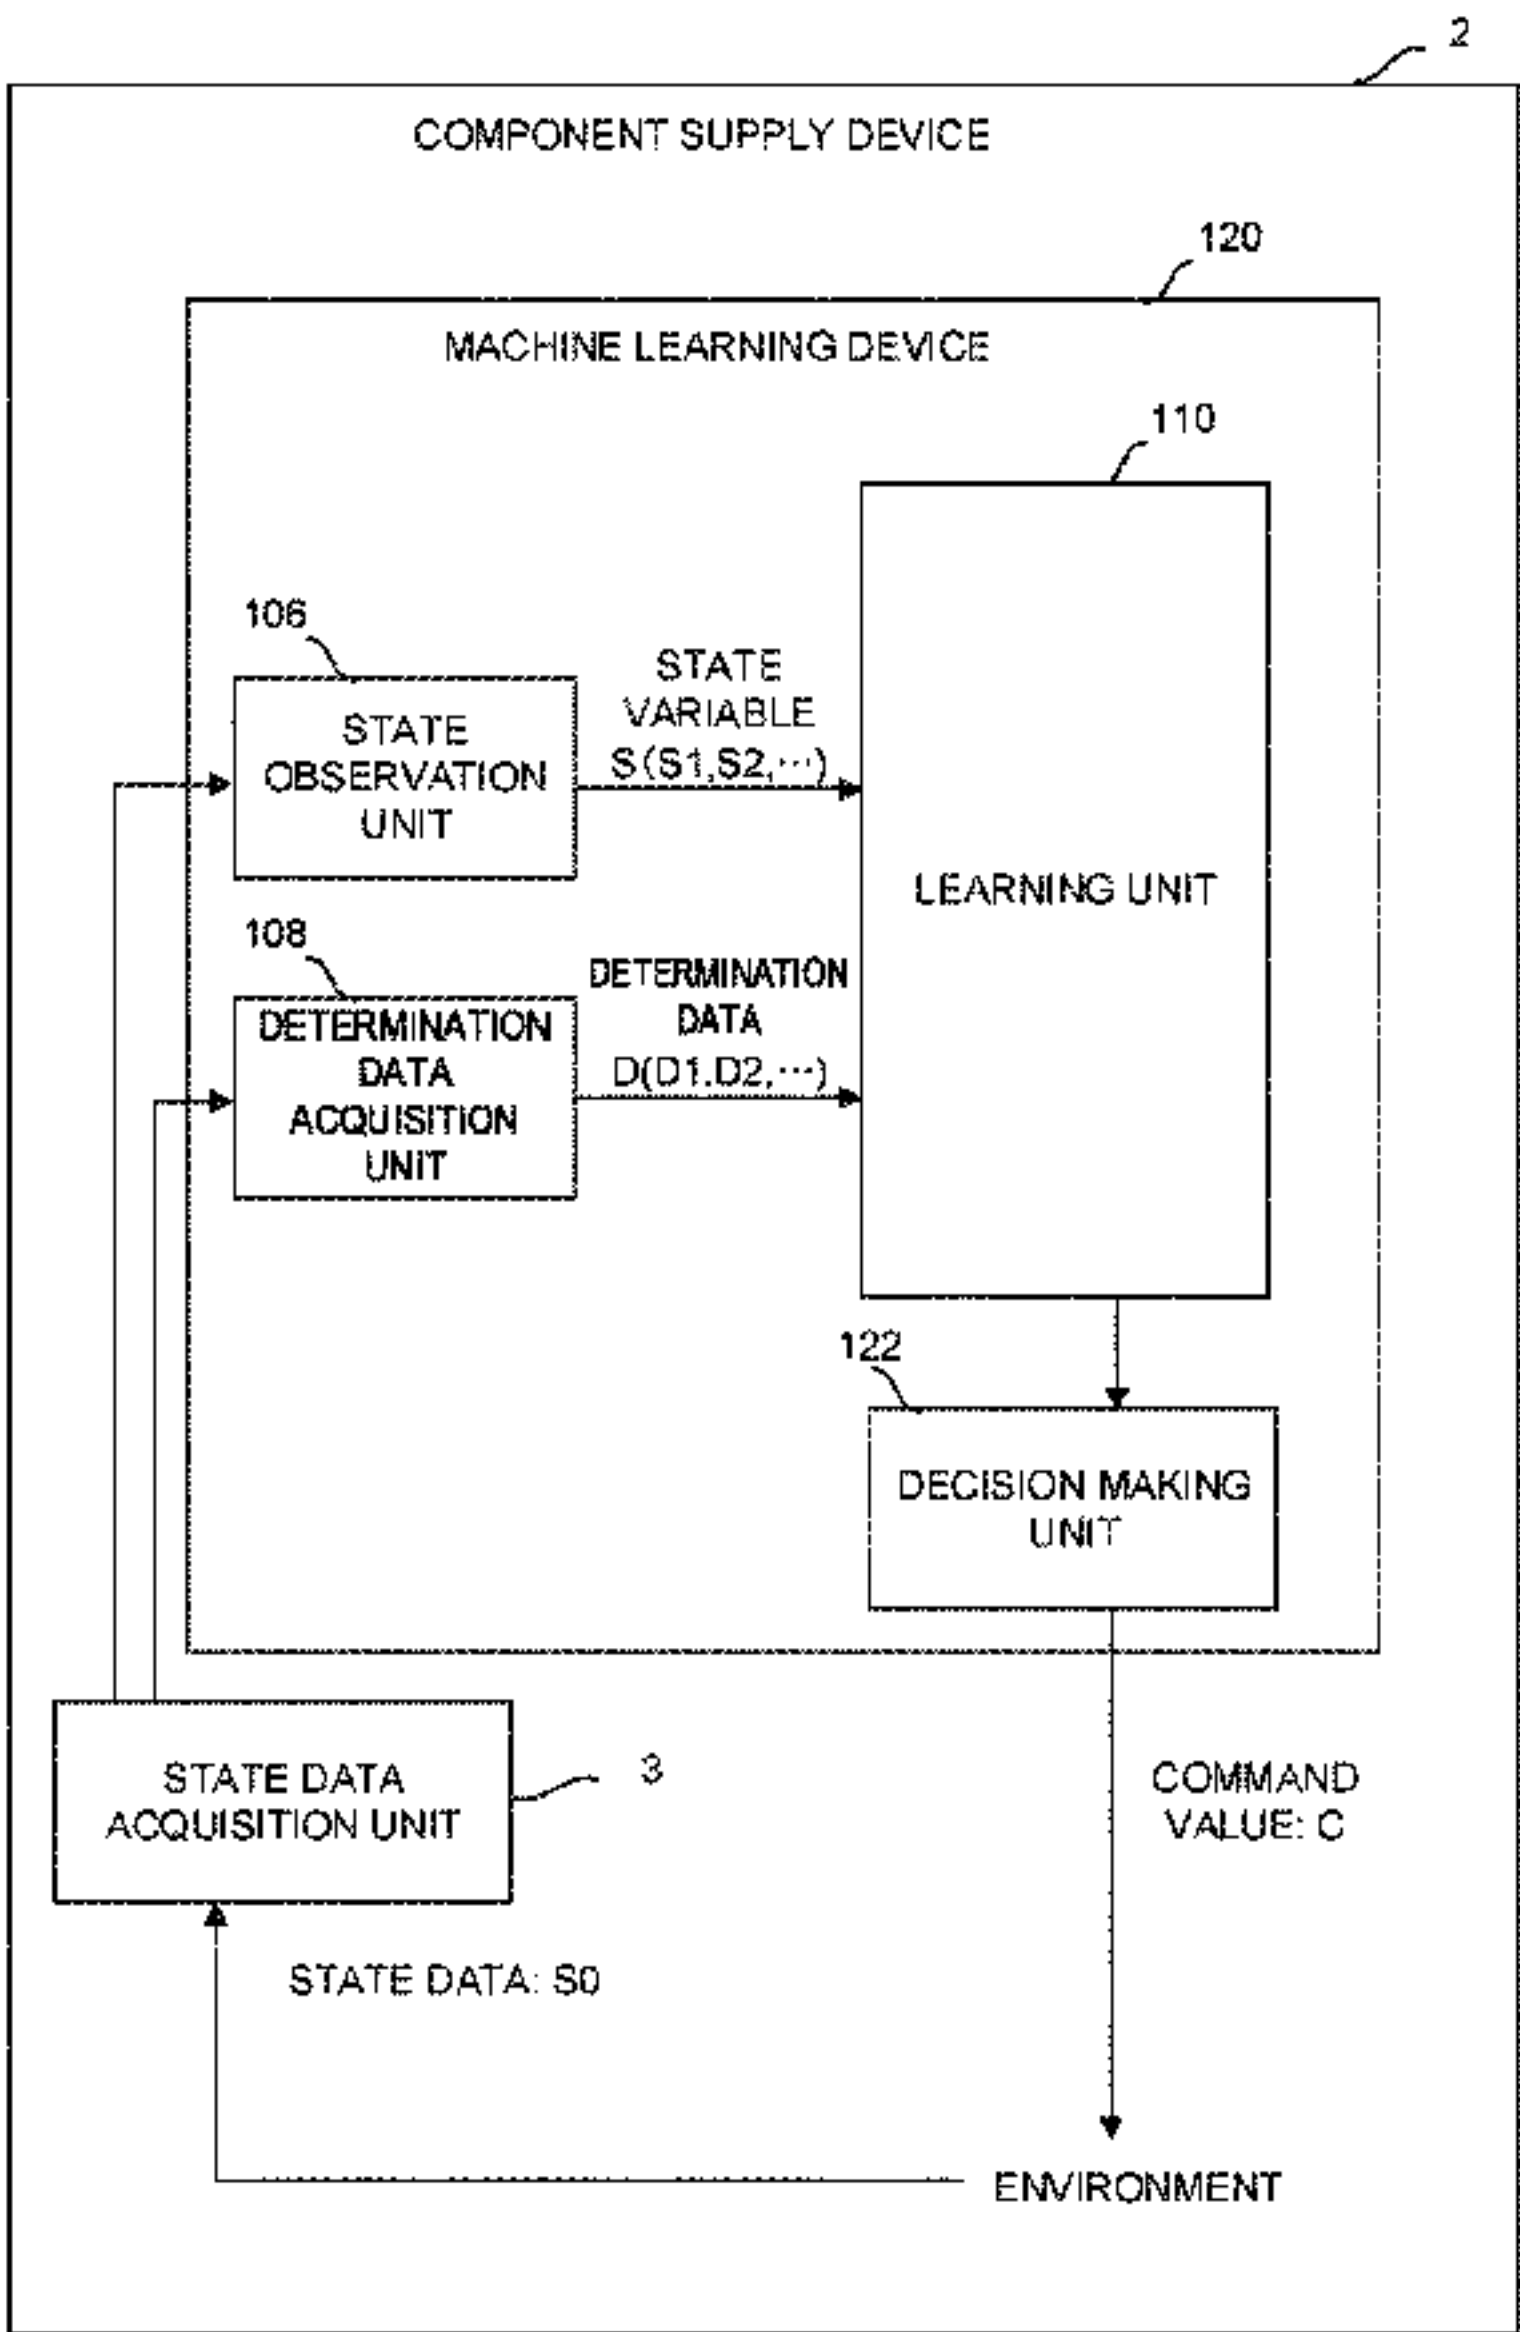 2
COMPONENT SUPPLY DEVICE
120
MACHINE LEARNING DEVICE
110
106
STATE
OBSERVATION
UNIT
STATE
VARIABLE
S(S1,S2,…)
LEARNING UNIT
108
DETERMINATION
DATA
ACQUISITION
UNIT
DETERMINATION
DATA
D(D1.D2,…)
122
DECISION MAKING
UNIT
STATE DATA
ACQUISITION UNIT
3
COMMAND
VALUE: C
STATE DATA: S0
ENVIRONMENT